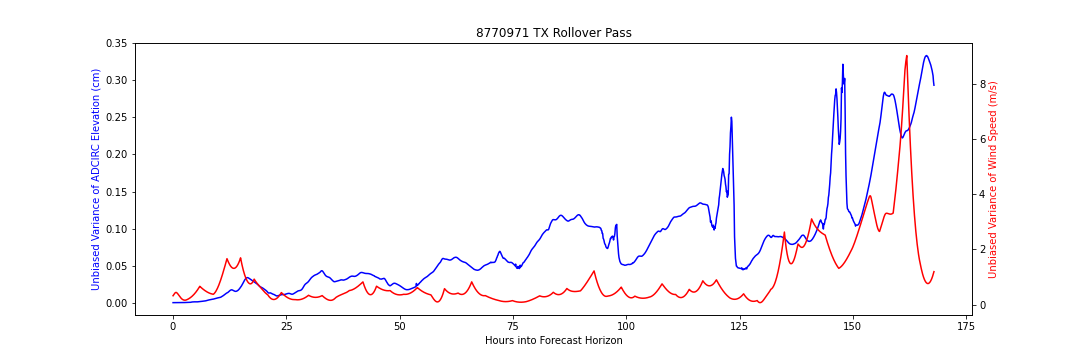 8770971 TX Rollover Pass
Unbiased Variance of ADCIRC Elevation (cm)
0.35
0.30
0.25
0.20
0.15
0.10
0.05
0.00
8
6
4
2
0
Unbiased Variance of Wind Speed (m/s)
0 25 50 75 100 125 150 175
Hours into Forecast Horizon